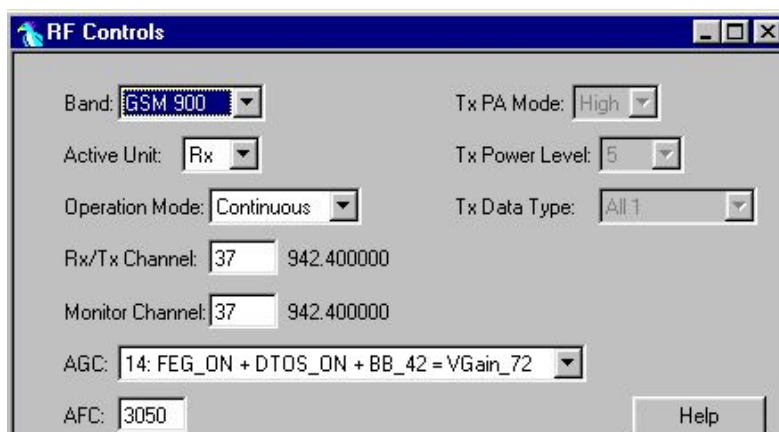 RF Controls
Band: GSM 900 Tx PA Mode: High
Active Unit: Rx Tx Power Level: 5
Operation Mode: Continuous Tx Data Type: All 1
Rx/Tx Channel: 37 942.400000
Monitor Channel: 37 942.400000
AGC: 14: FEG_ON + DTOS_ON + BB_42 = VGain_72
AFC: 3050 Help